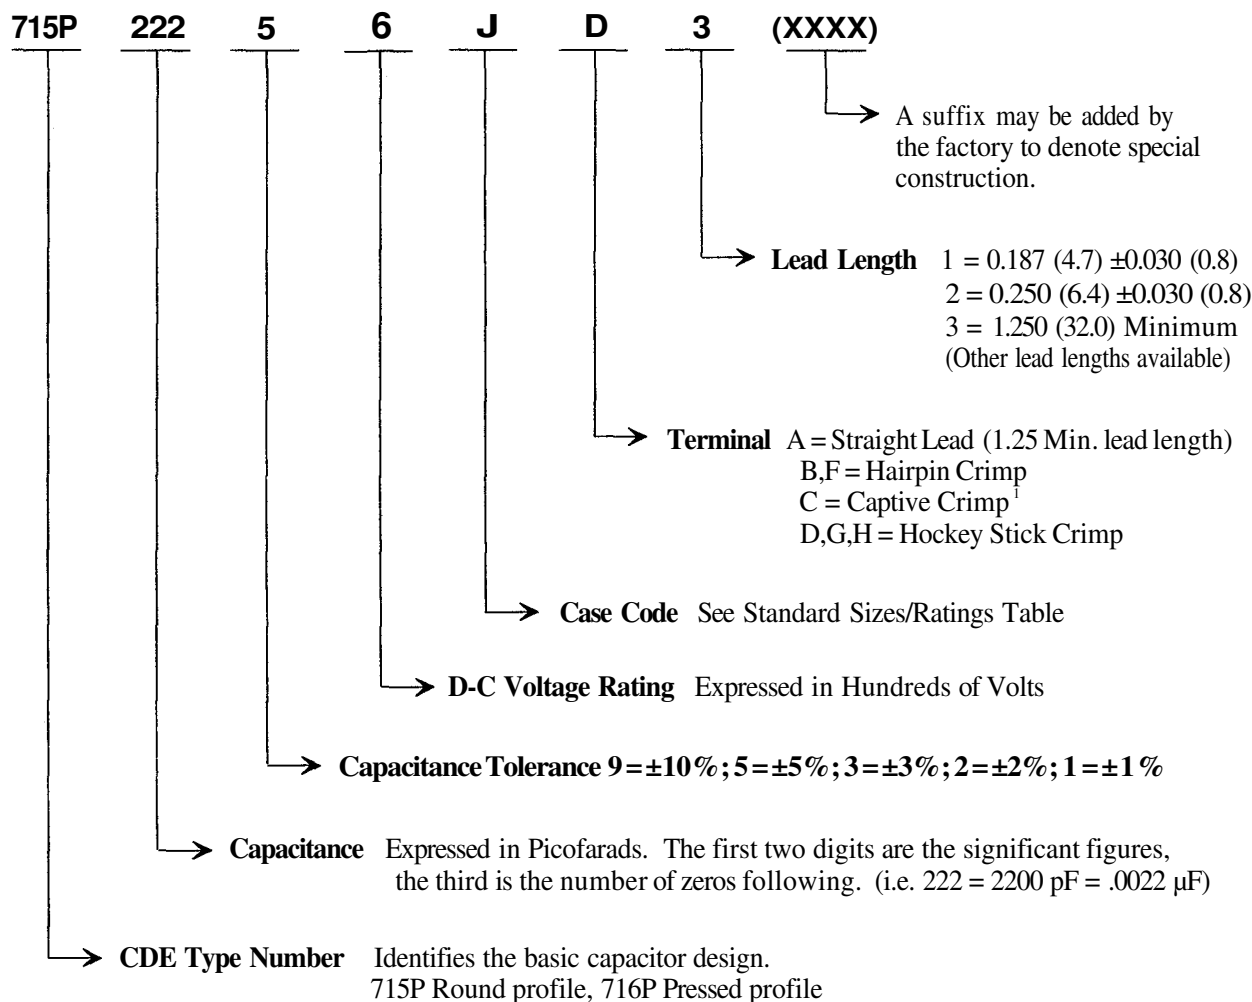 715P 222 5 6 J D 3 (XXXX)
A suffix may be added by
the factory to denote special
construction.
Lead Length 1 = 0.187 (4.7) ±0.030 (0.8)
2 = 0.250 (6.4) ±0.030 (0.8)
3 = 1.250 (32.0) Minimum
(Other lead lengths available)
Terminal A = Straight Lead (1.25 Min. lead length)
B,F = Hairpin Crimp
C = Captive Crimp 1
D,G,H = Hockey Stick Crimp
Case Code See Standard Sizes/Ratings Table
D-C Voltage Rating Expressed in Hundreds of Volts
Capacitance Tolerance 9=±10%; 5=±5%; 3=±3%; 2=±2%; 1=±1%
Capacitance Expressed in Picofarads. The first two digits are the significant figures,
the third is the number of zeros following. (i.e. 222 = 2200 pF = .0022 µF)
CDE Type Number Identifies the basic capacitor design.
715P Round profile, 716P Pressed profile